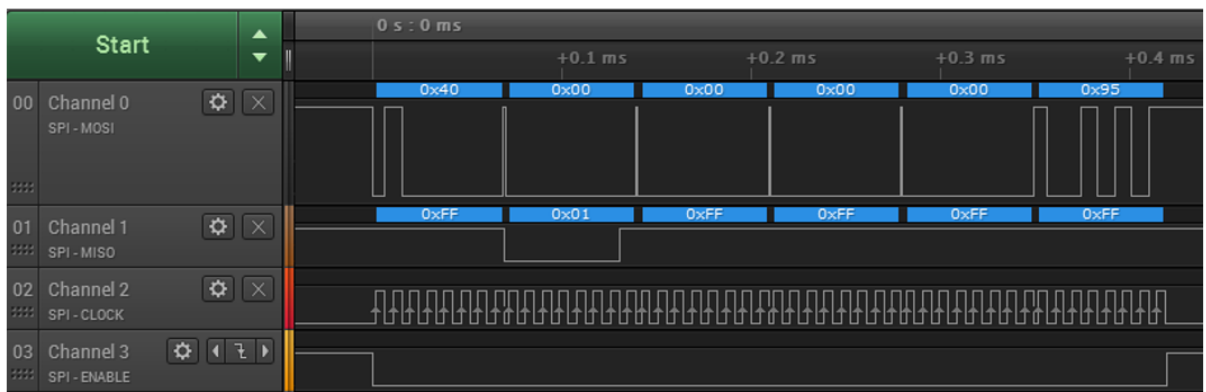 Start
0 s : 0 ms
+0.1 ms +0.2 ms +0.3 ms +0.4 ms
00 Channel 0
SPI - MOSI
0x40 0x00 0x00 0x00 0x00 0x95
01 Channel 1
SPI - MISO
0xFF 0x01 0xFF 0xFF 0xFF 0xFF
02 Channel 2
SPI - CLOCK
03 Channel 3
SPI - ENABLE